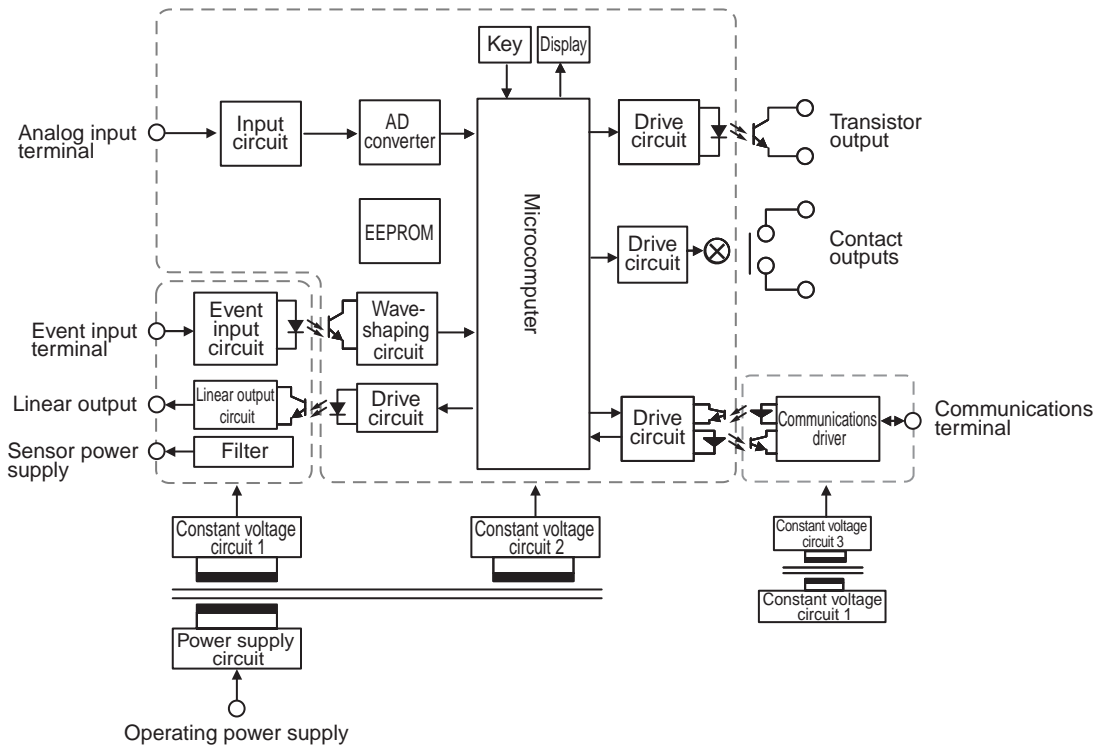 Key
Display
Analog input
terminal
Input
circuit
AD
converter
Microcomputer
Drive
circuit
Transistor
output
EEPROM
Drive
circuit
Contact
outputs
Event input
terminal
Event
input
circuit
Wave-
shaping
circuit
Linear output
Linear output
circuit
Drive
circuit
Drive
circuit
Communications
driver
Communications
terminal
Sensor power
supply
Filter
Constant voltage
circuit 1
Constant voltage
circuit 2
Constant voltage
circuit 3
Constant voltage
circuit 1
Power supply
circuit
Operating power supply